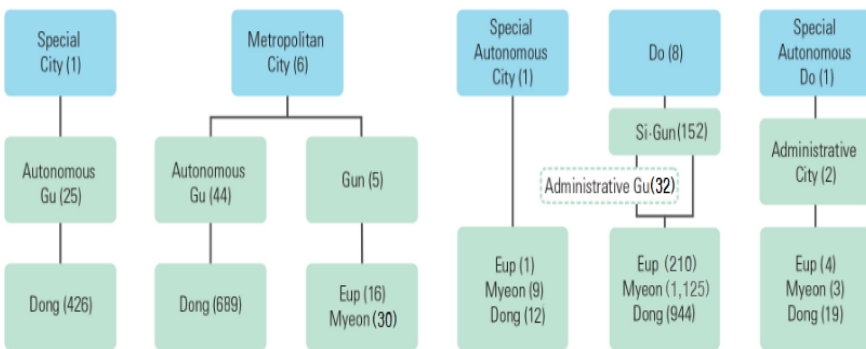 Special
City (1)
Metropolitan
City (6)
Special
Autonomous
City (1)
Do (8)
Special
Autonomous
Do (1)
Autonomous
Gu (25)
Autonomous
Gu (44)
Gun (5)
Si-Gun(152)
Administrative Gu(32)
Administrative
City (2)
Dong (426)
Dong (689)
Eup (16)
Myeon (30)
Eup (1)
Myeon (9)
Dong (12)
Eup (210)
Myeon (1,125)
Dong (944)
Eup (4)
Myeon (3)
Dong (19)